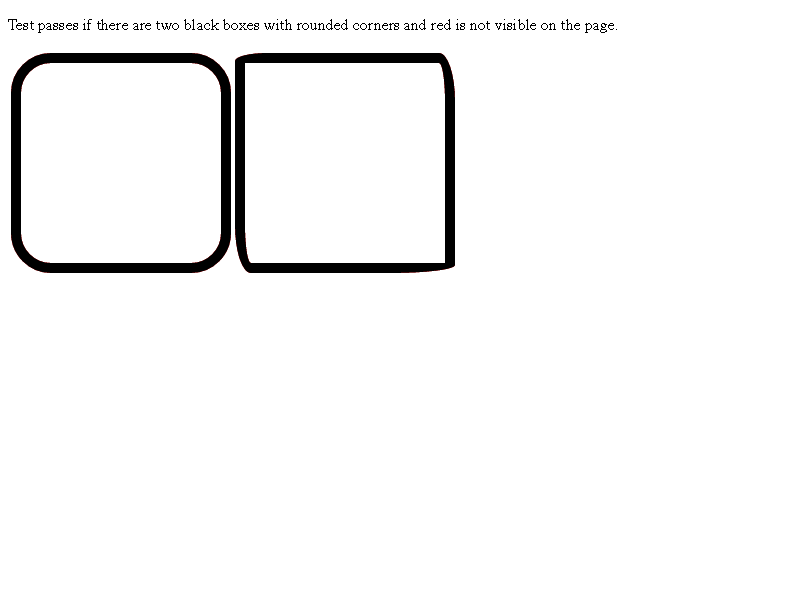 Test passes if there are two black boxes with rounded corners and red is not visible on the page.